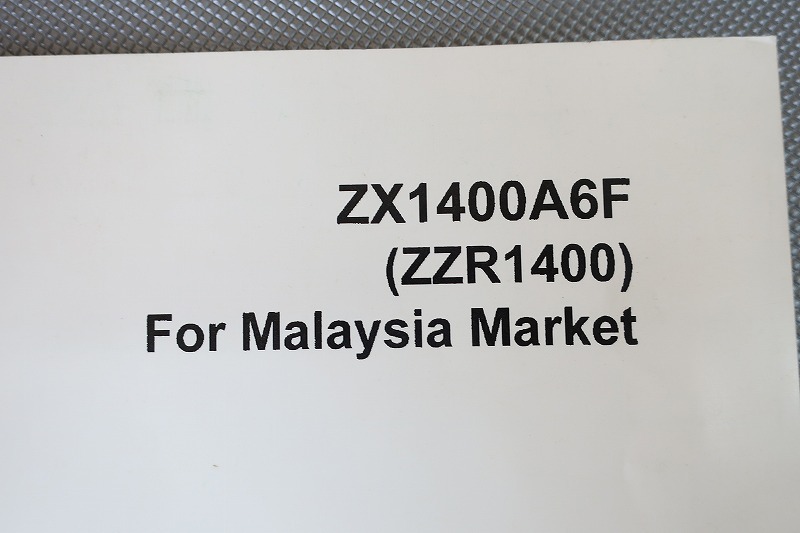 ZX1400A6F
(ZZR1400)
For Malaysia Market